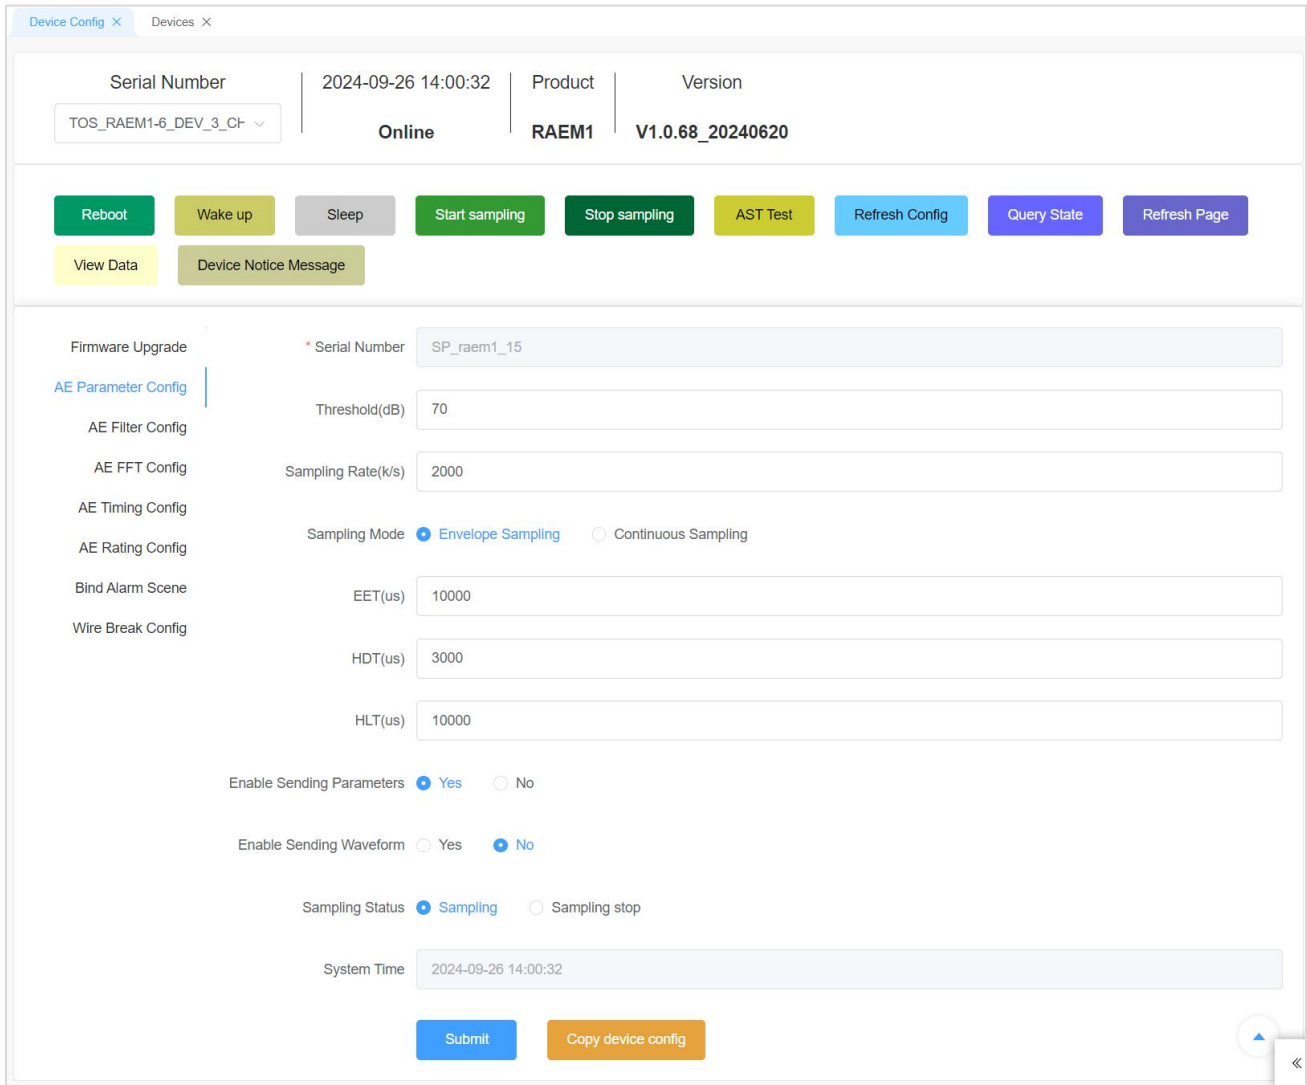 Device Config × Devices ×
Serial Number 2024-09-26 14:00:32 Product Version
TOS_RAEM1-6_DEV_3_CH
Online RAEM1 V1.0.68_20240620
Reboot Wake up Sleep Start sampling Stop sampling AST Test Refresh Config Query State Refresh Page
View Data Device Notice Message
Firmware Upgrade * Serial Number SP_raem1_15
AE Parameter Config
Threshold(dB) 70
AE Filter Config
AE FFT Config Sampling Rate(k/s) 2000
AE Timing Config
Sampling Mode Envelope Sampling Continuous Sampling
AE Rating Config
Bind Alarm Scene EET(us) 10000
Wire Break Config
HDT(us) 3000
HLT(us) 10000
Enable Sending Parameters Yes No
Enable Sending Waveform Yes No
Sampling Status Sampling Sampling stop
System Time 2024-09-26 14:00:32
Submit Copy device config